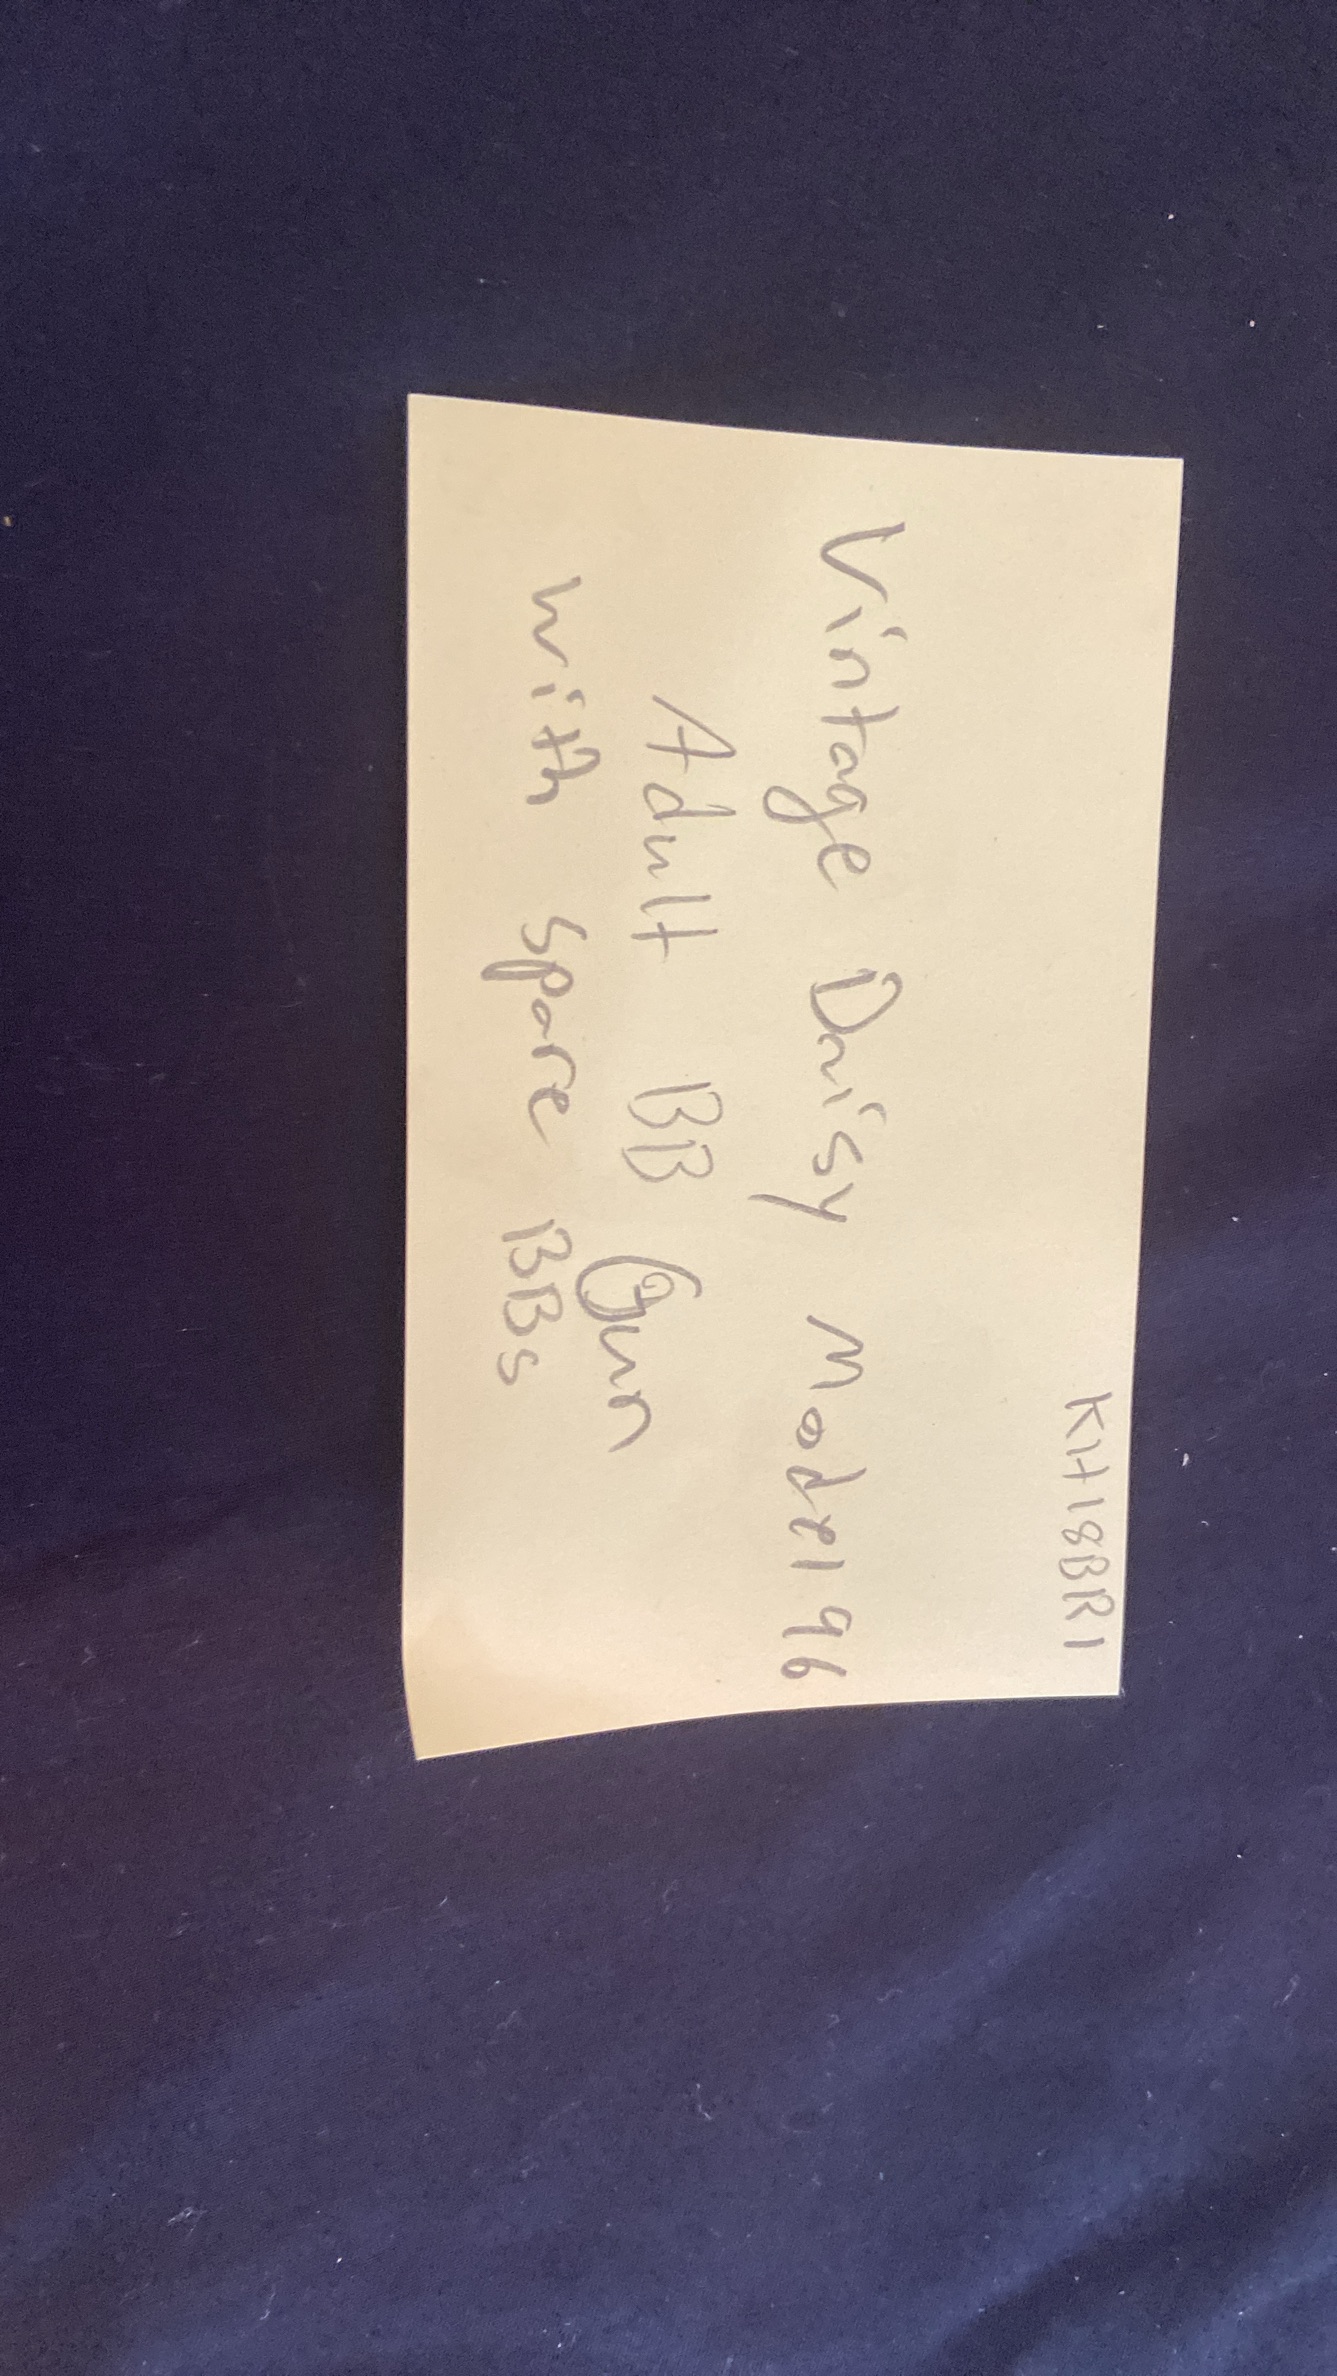 KH18BR1
Vintage Daisy Model 96
Adult BB Gun
with spare BBs